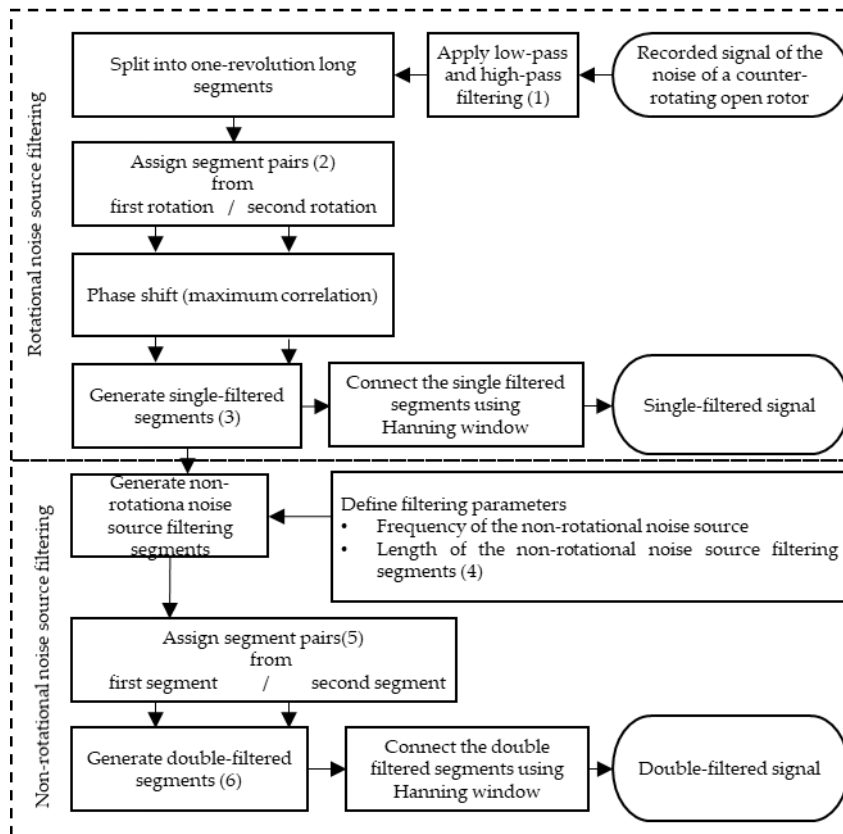 Rotational noise source filtering
Recorded signal of the
noise of a counter-
rotating open rotor
Apply low-pass
and high-pass
filtering (1)
Split into one-revolution long
segments
Assign segment pairs (2)
from
first rotation / second rotation
Phase shift (maximum correlation)
Generate single-filtered
segments (3)
Connect the single filtered
segments using
Hanning window
Single-filtered signal
Non-rotational noise source filtering
Generate non-
rotationa noise
source filtering
segments
Define filtering parameters
• Frequency of the non-rotational noise source
• Length of the non-rotational noise source filtering
segments (4)
Assign segment pairs(5)
from
first segment / second segment
Generate double-filtered
segments (6)
Connect the double
filtered segments using
Hanning window
Double-filtered signal